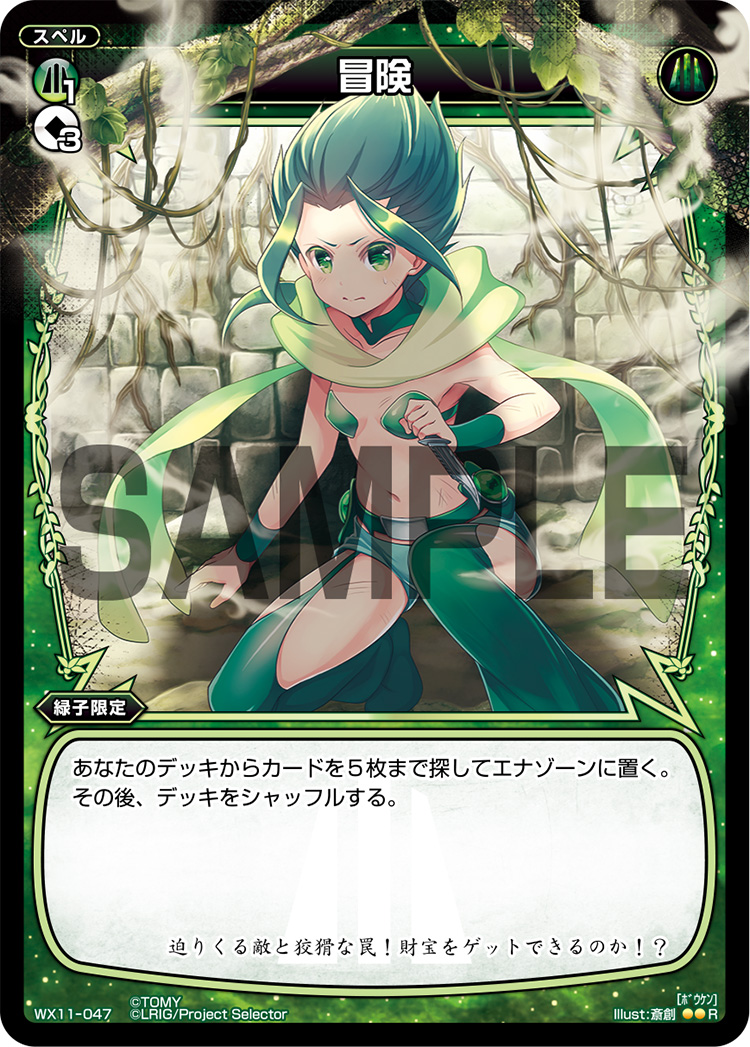 スペル
冒険
1
3
SAMPLE
緑子限定
あなたのデッキからカードを5枚まで探してエナゾーンに置く。
その後、デッキをシャッフルする。
迫りくる敵と狡猾な罠!財宝をゲットできるのか!?
WX11-047
©TOMY
©LRIG/Project Selector
[ボウケン]
Illust:斎創
R